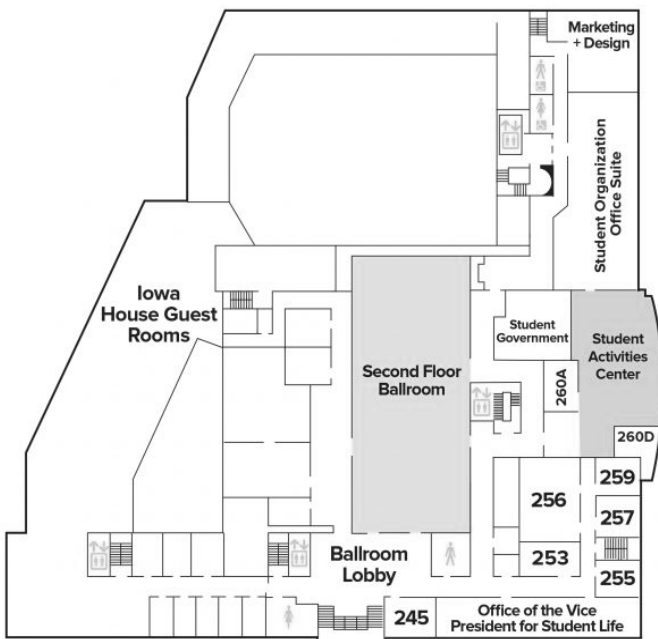 Marketing
+ Design
Student Organization
Office Suite
Iowa
House Guest
Rooms
Student
Government
Student
Activities
Center
Second Floor
Ballroom
260A
260D
259
256
257
253
255
Ballroom
Lobby
245
Office of the Vice
President for Student Life